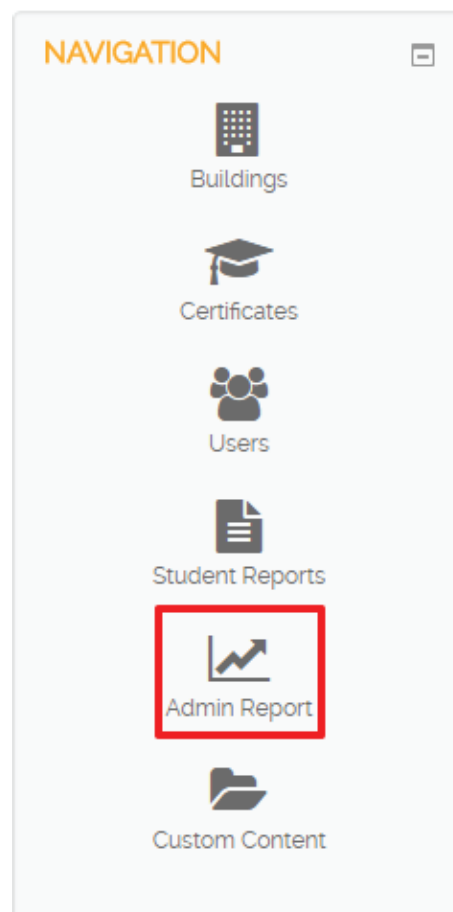 NAVIGATION
Buildings
Certificates
Users
Student Reports
Admin Report
Custom Content